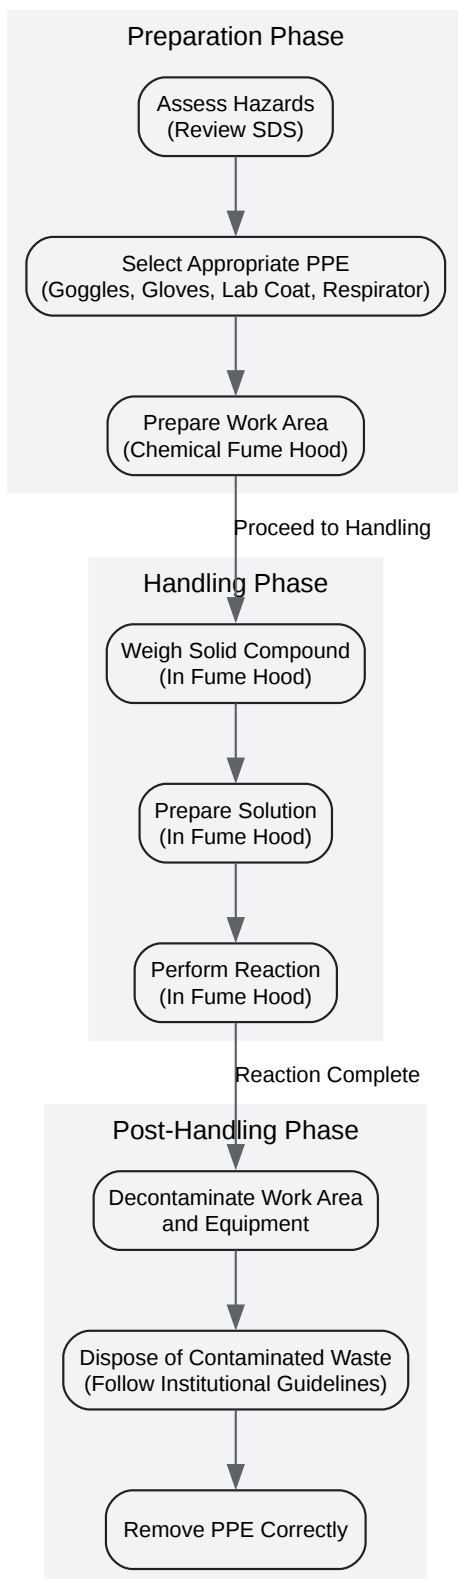 Preparation Phase
Assess Hazards
(Review SDS)
Select Appropriate PPE
(Goggles, Gloves, Lab Coat, Respirator)
Prepare Work Area
(Chemical Fume Hood)
Proceed to Handling
Handling Phase
Weigh Solid Compound
(In Fume Hood)
Prepare Solution
(In Fume Hood)
Perform Reaction
(In Fume Hood)
Reaction Complete
Post-Handling Phase
Decontaminate Work Area
and Equipment
Dispose of Contaminated Waste
(Follow Institutional Guidelines)
Remove PPE Correctly